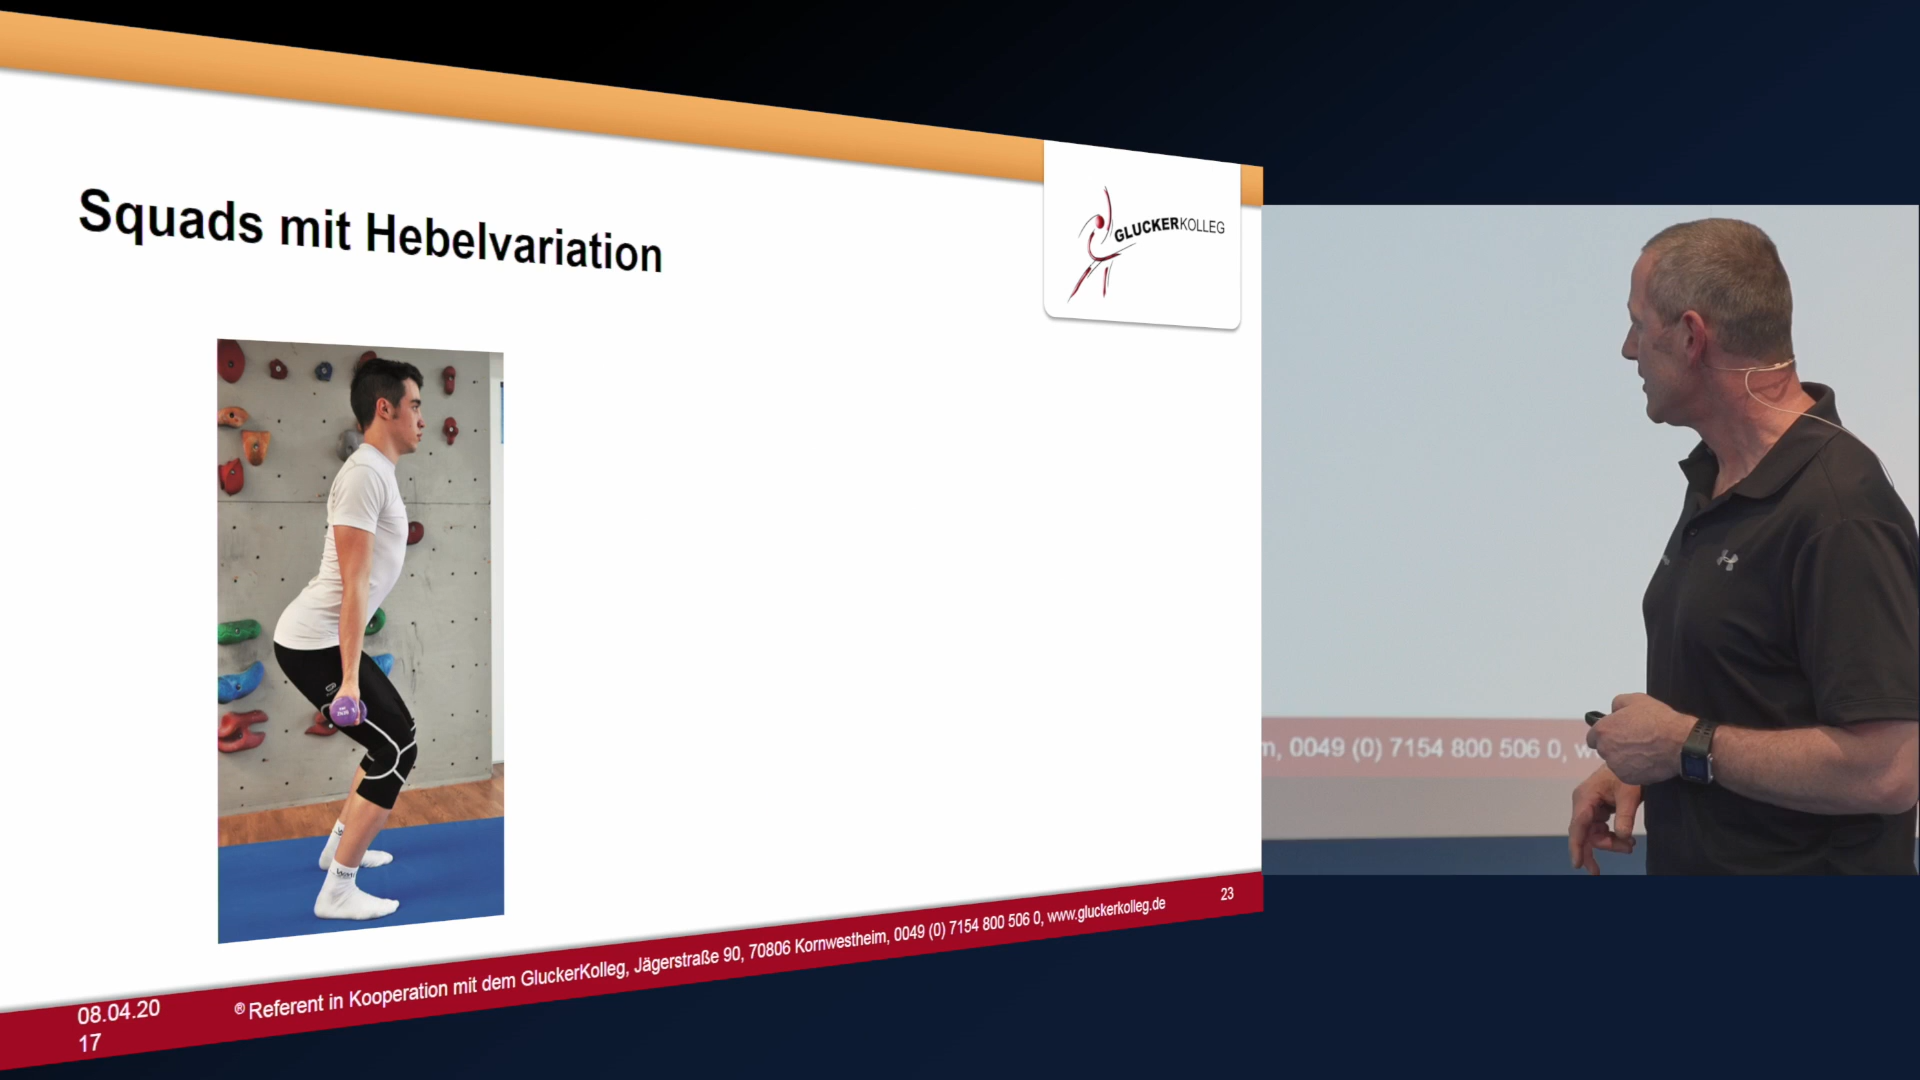 Squads mit Hebelvariation
GLUCKERKOLLEG
m, 0049 (0) 7154 800 506 0, w
08.04.20
17
® Referent in Kooperation mit dem GluckerKolleg, Jägerstraße 90, 70806 Kornwestheim, 0049 (0) 7154 800 506 0, www.gluckerkolleg.de
23